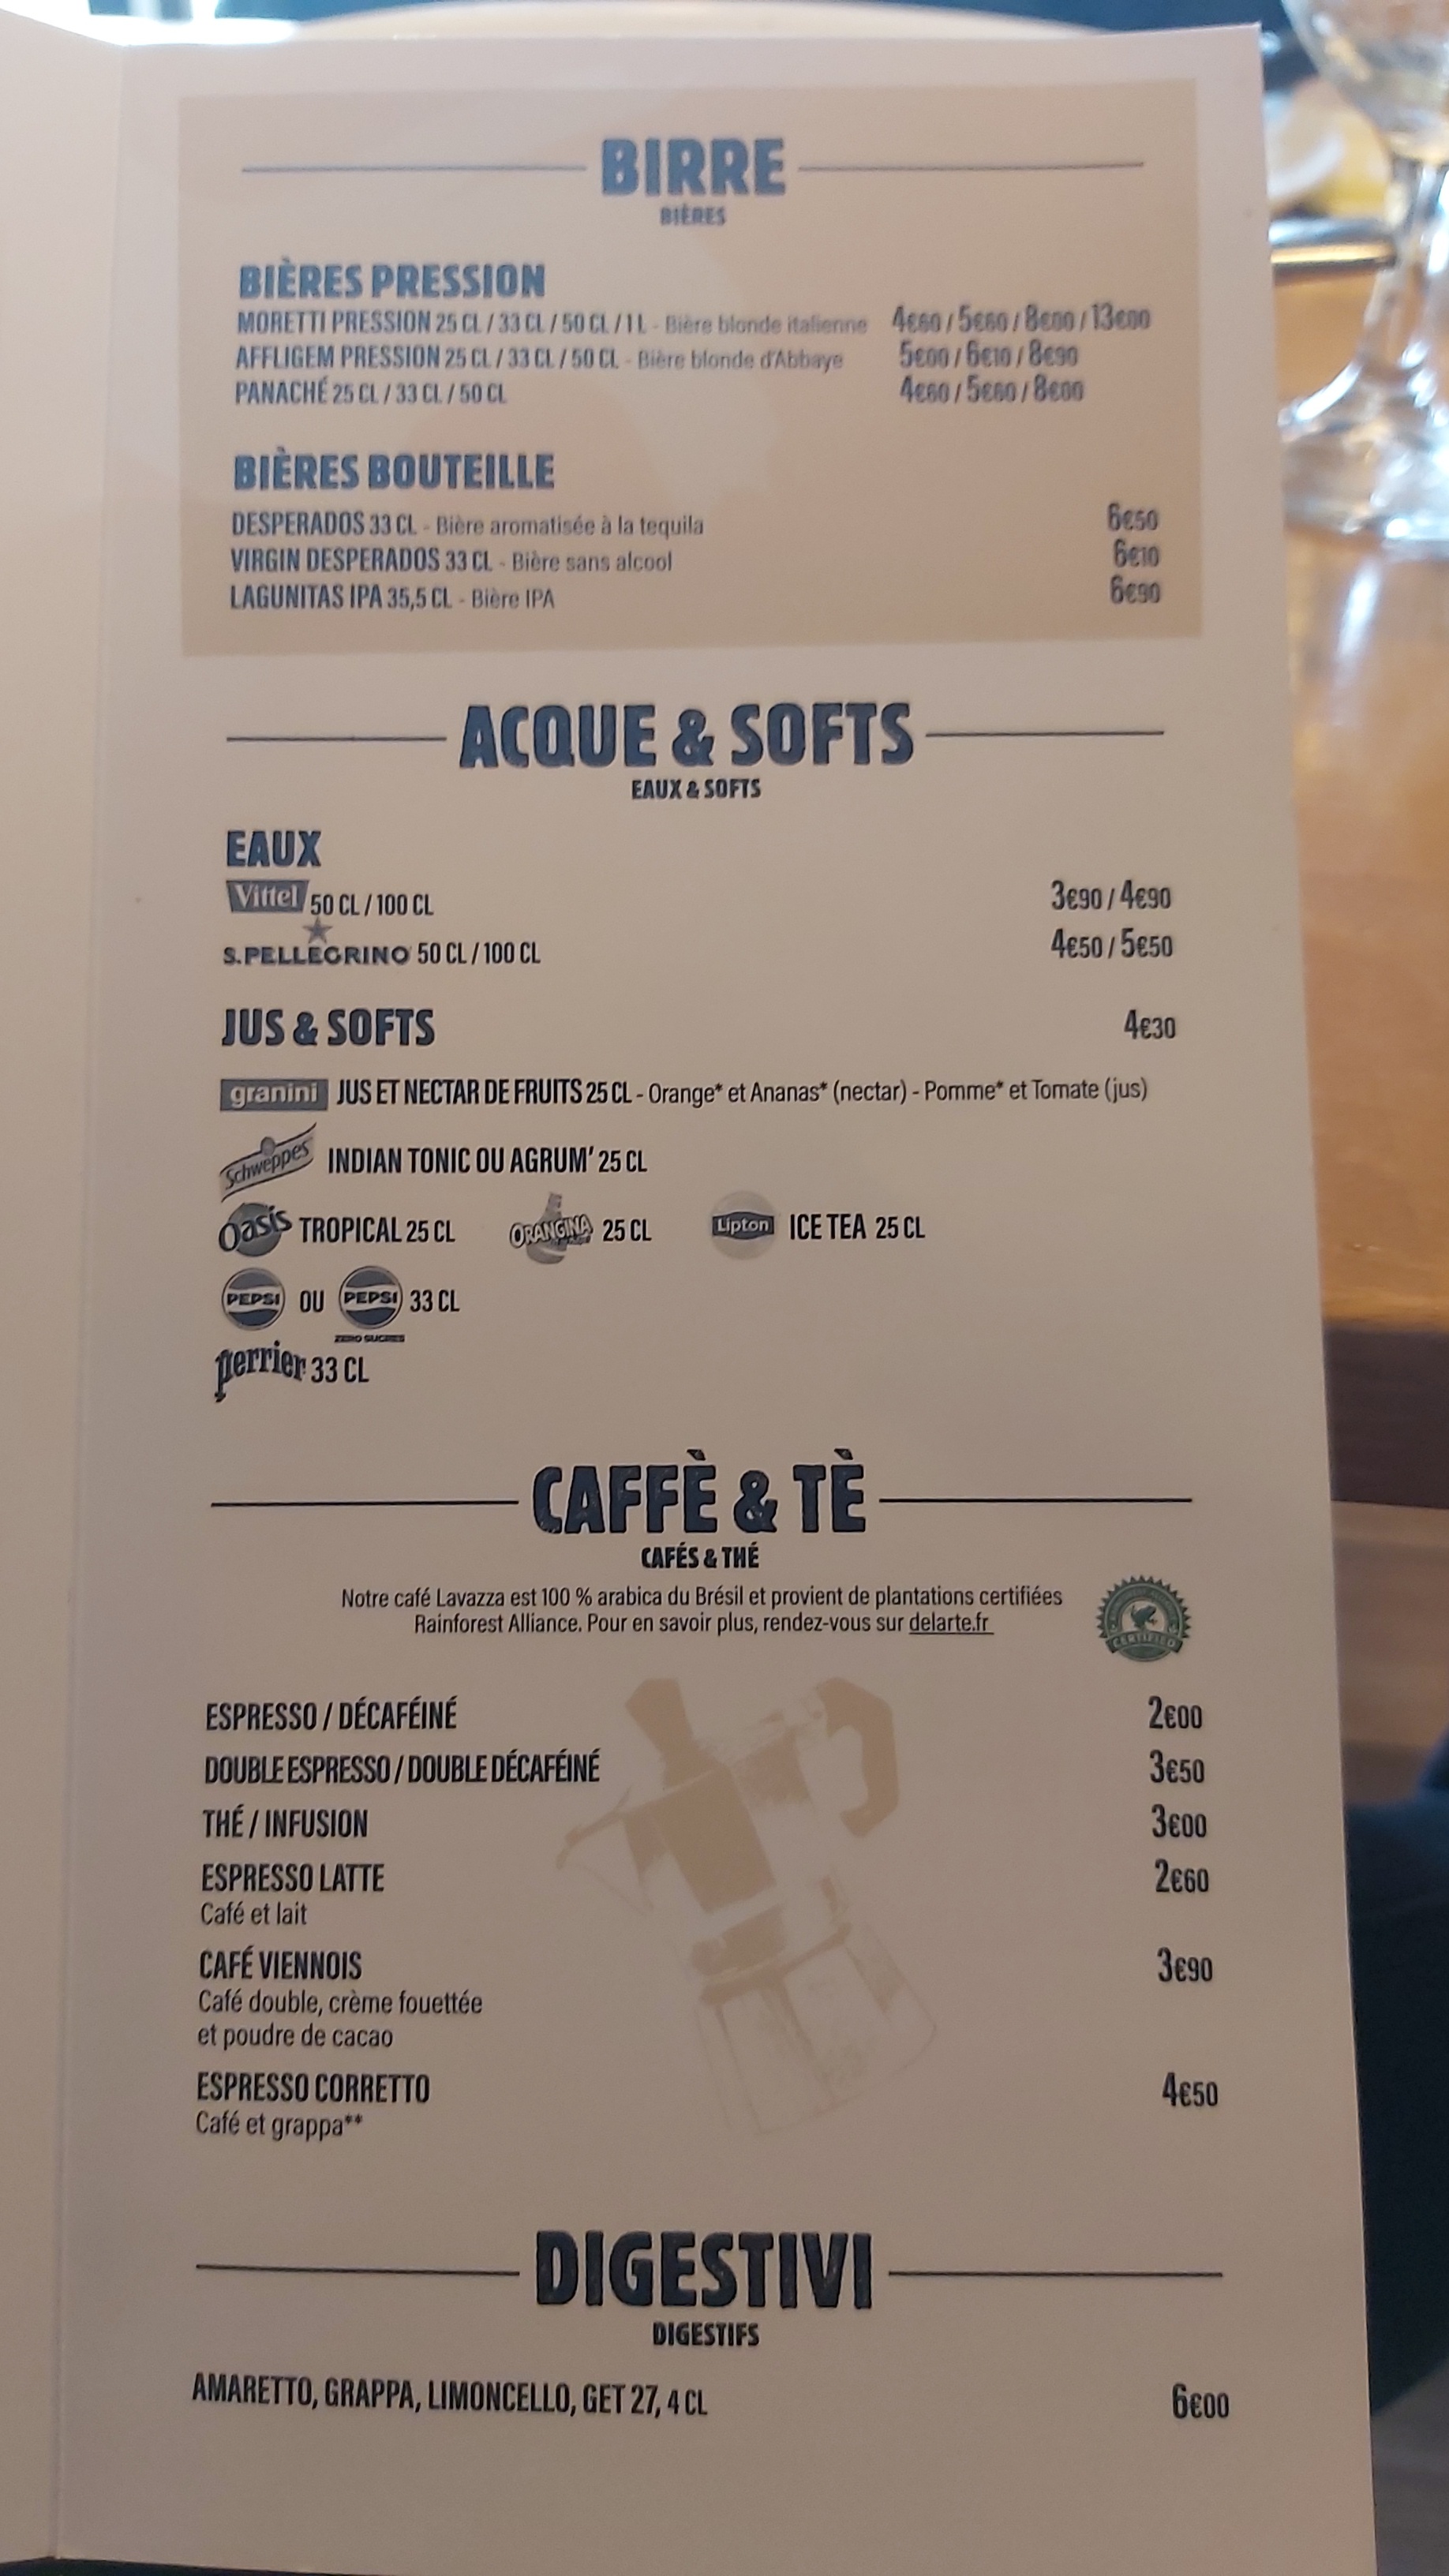 BIRRE
BIÈRES
BIÈRES PRESSION
MORETTI PRESSION 25 CL / 33 CL / 50 CL / 1 L - Bière blonde italienne 4€60 / 5€60 / 8€00 / 13€00
AFFLIGEM PRESSION 25 CL / 33 CL / 50 CL - Bière blonde d'Abbaye 5€00 / 6€10 / 8€90
PANACHÉ 25 CL / 33 CL / 50 CL 4€60 / 5€60 / 8€00
BIÈRES BOUTEILLE
DESPERADOS 33 CL - Bière aromatisée à la tequila 6€50
VIRGIN DESPERADOS 33 CL - Bière sans alcool 6€10
LAGUNITAS IPA 35,5 CL - Bière IPA 6€90
ACQUE & SOFTS
EAUX & SOFTS
EAUX
Vittel 50 CL / 100 CL 3€90 / 4€90
S.PELLEGRINO 50 CL / 100 CL 4€50 / 5€50
JUS & SOFTS 4€30
granini JUS ET NECTAR DE FRUITS 25 CL - Orange* et Ananas* (nectar) - Pomme* et Tomate (jus)
Schweppes INDIAN TONIC OU AGRUM' 25 CL
Oasis TROPICAL 25 CL ORANGINA 25 CL Lipton ICE TEA 25 CL
PEPSI OU PEPSI 33 CL
ZERO SUCRES
perrier 33 CL
CAFFÈ & TÈ
CAFÉS & THÉ
Notre café Lavazza est 100 % arabica du Brésil et provient de plantations certifiées
Rainforest Alliance. Pour en savoir plus, rendez-vous sur delarte.fr
CERTIFIED
ESPRESSO / DÉCAFÉINÉ 2€00
DOUBLE ESPRESSO / DOUBLE DÉCAFÉINÉ 3€50
THÉ / INFUSION 3€00
ESPRESSO LATTE 2€60
Café et lait
CAFÉ VIENNOIS 3€90
Café double, crème fouettée
et poudre de cacao
ESPRESSO CORRETTO 4€50
Café et grappa**
DIGESTIVI
DIGESTIFS
AMARETTO, GRAPPA, LIMONCELLO, GET 27, 4 CL 6€00